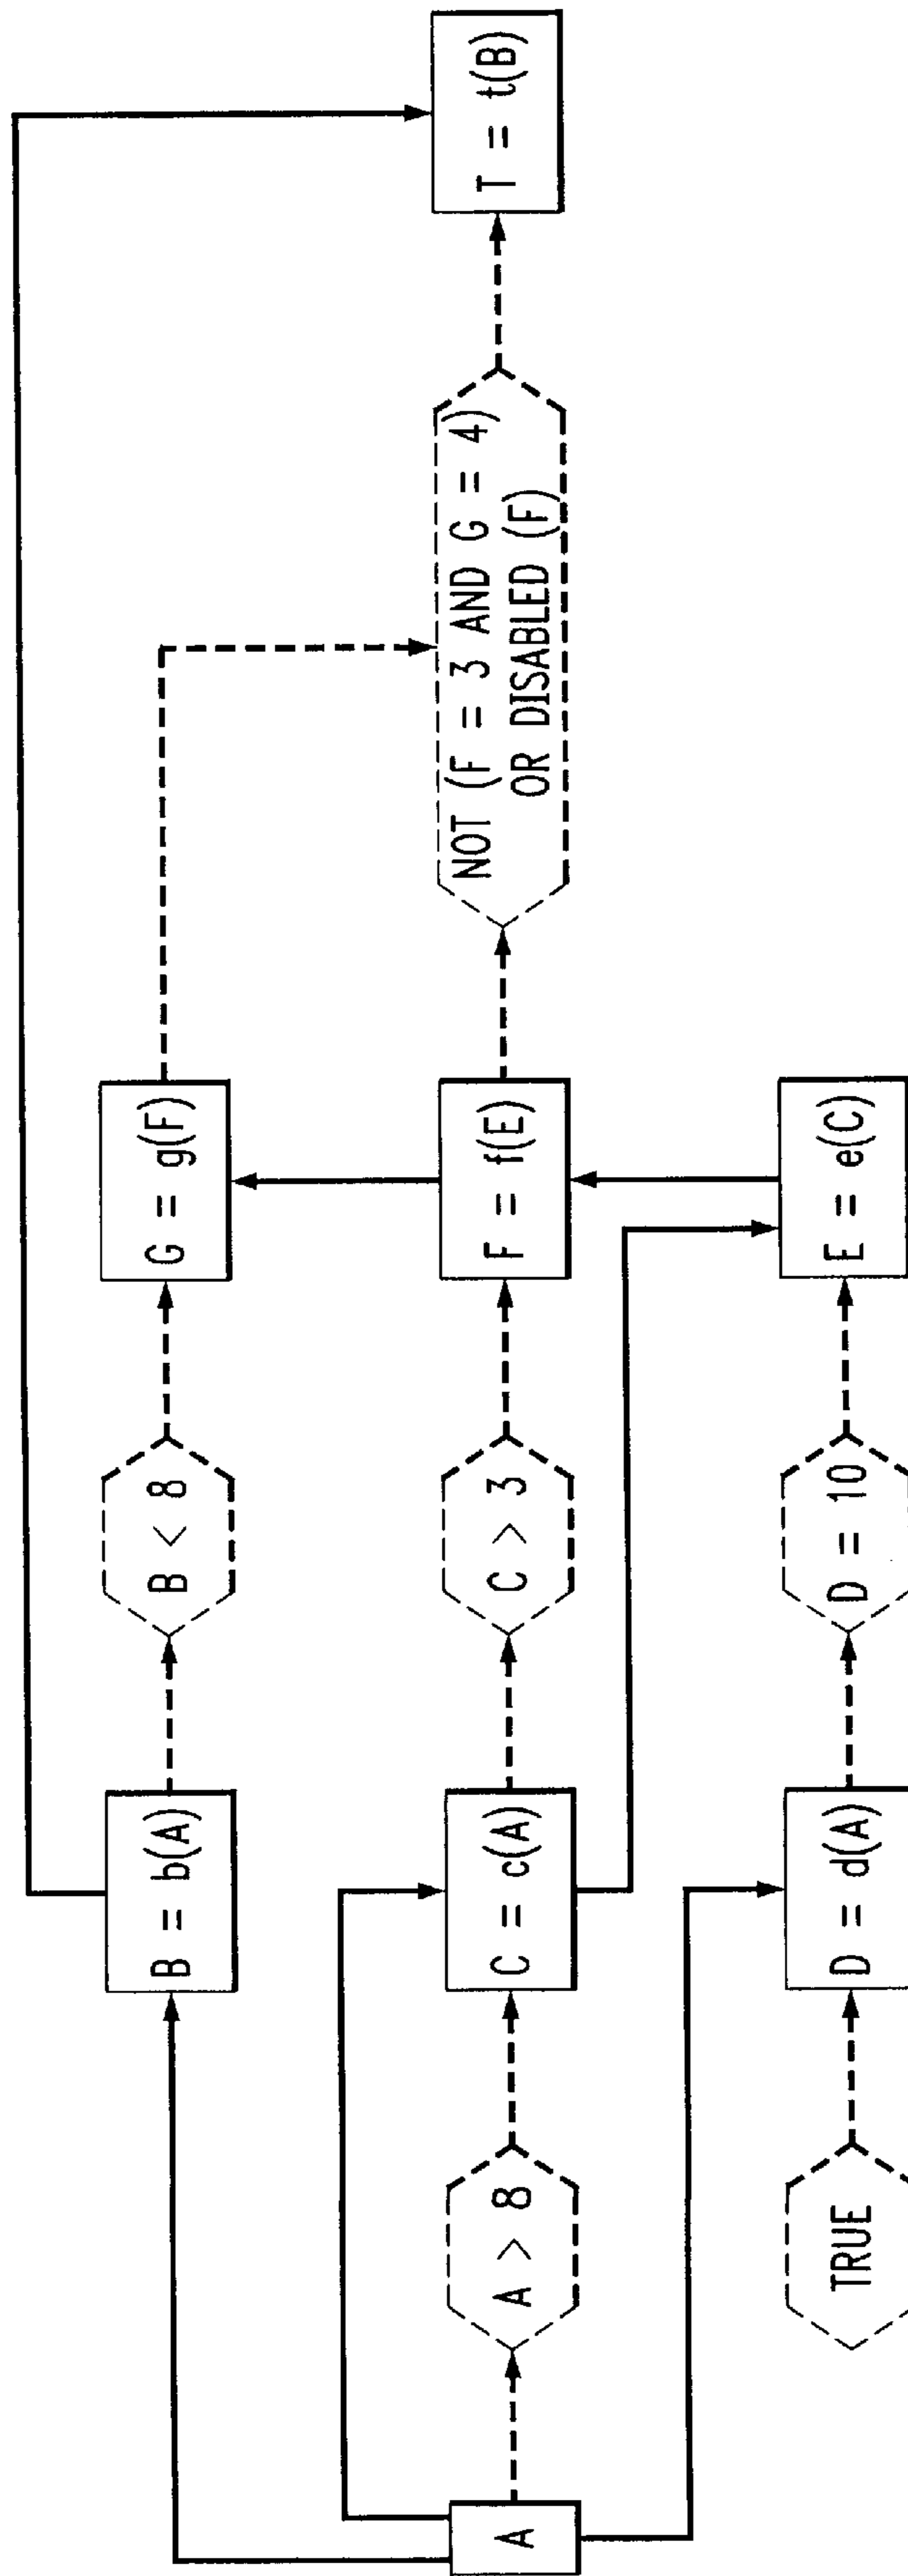 A
B = b(A)
A > 8
C = c(A)
TRUE
D = d(A)
B < 8
G = g(F)
C > 3
F = f(E)
D = 10
E = e(C)
NOT (F = 3 AND G = 4)
OR DISABLED (F)
T = t(B)